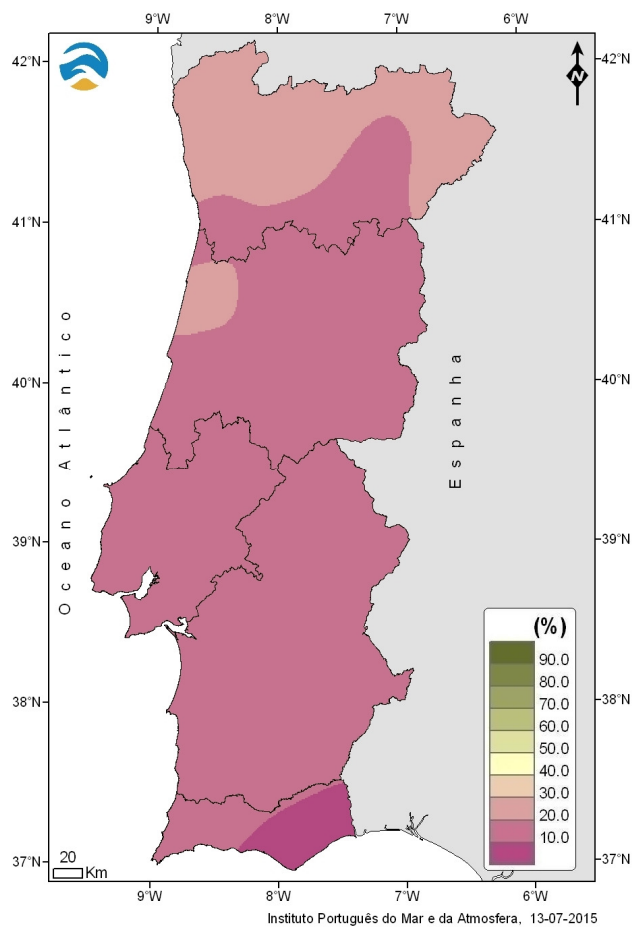 9°W 8°W 7°W 6°W
42°N 42°N
N
41°N 41°N
40°N 40°N
39°N 39°N
38°N 38°N
37°N 37°N
Oceano Atlântico
Espanha
(%)
90.0
80.0
70.0
60.0
50.0
40.0
30.0
20.0
10.0
20
Km
9°W 8°W 7°W 6°W
Instituto Português do Mar e da Atmosfera, 13-07-2015